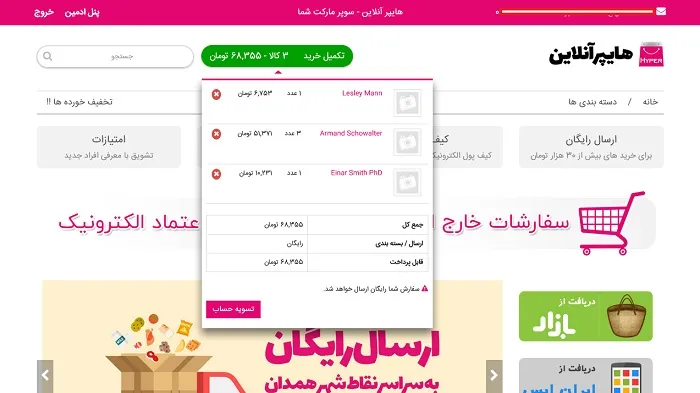 هایپر آنلاین - سوپر مارکت شما
پنل ادمین
خروج
هایپرآنلاین
HYPER
تکمیل خرید
۳ کالا - ۶۸,۳۵۵ تومان
جستجو
خانه / دسته بندی ها
تخفیف خورده ها !!
ارسال رایگان
برای خرید های بیش از ۳۰ هزار تومان
کیف
کیف پول الکترونیک
امتیازات
تشویق با معرفی افراد جدید
Lesley Mann
۱ عدد
۶,۷۵۳ تومان
Armand Schowalter
۳ عدد
۵۱,۳۷۱ تومان
Einar Smith PhD
۱ عدد
۱۰,۲۳۱ تومان
جمع کل
۶۸,۳۵۵ تومان
ارسال / بسته بندی
رایگان
قابل پرداخت
۶۸,۳۵۵ تومان
سفارش شما رایگان ارسال خواهد شد.
تسویه حساب
سفارشات خارج
عتماد الکترونیک
ارسال رایگان
به سراسر نقاط شهر همدان
دریافت از
بازار
دریافت از
ایران اپس